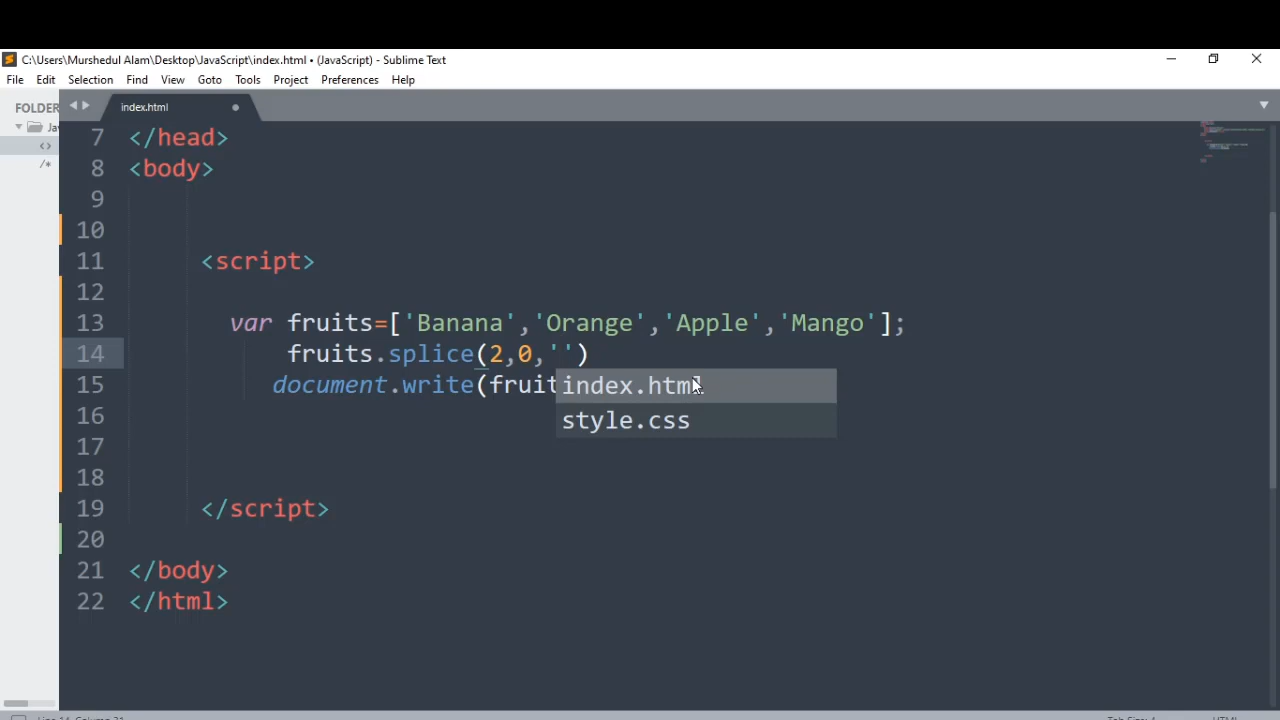 C:\Users\Murshedul Alam\Desktop\JavaScript\index.html • (JavaScript) - Sublime Text
File Edit Selection Find View Goto Tools Project Preferences Help
FOLDER
index.html
7 </head>
8 <body>
9
10
11 <script>
12
13 var fruits=['Banana','Orange','Apple','Mango'];
14 fruits.splice(2,0,'')
15 document.write(fruit
index.html
style.css
16
17
18
19 </script>
20
21 </body>
22 </html>